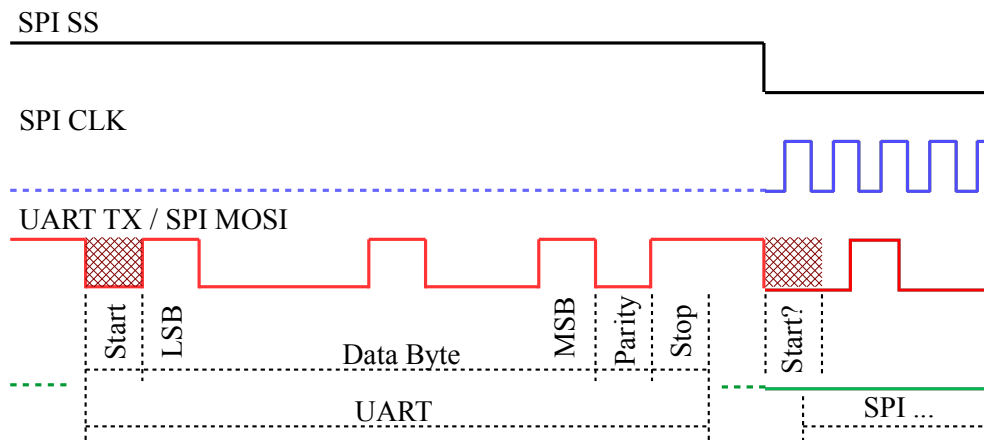 SPI SS
SPI CLK
UART TX / SPI MOSI
Start
LSB
Data Byte
MSB
Parity
Stop
Start?
UART
SPI ...